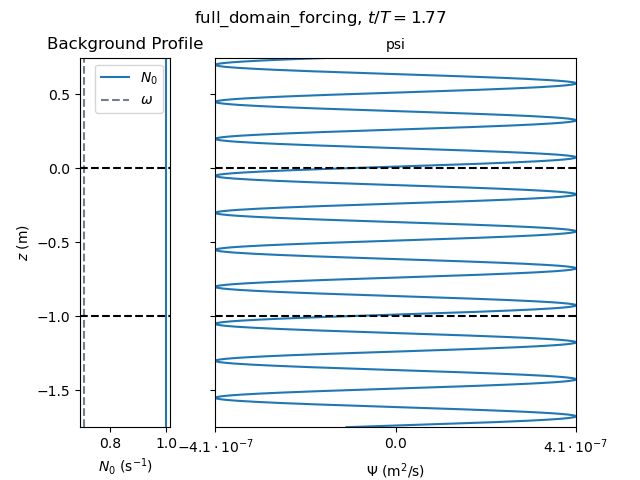 full_domain_forcing, t/T = 1.77
Background Profile
psi
N₀
ω
0.5
0.0
−0.5
−1.0
−1.5
z (m)
0.8 1.0
−4.1 · 10⁻⁷ 0.0 4.1 · 10⁻⁷
N₀ (s⁻¹)
Ψ (m²/s)